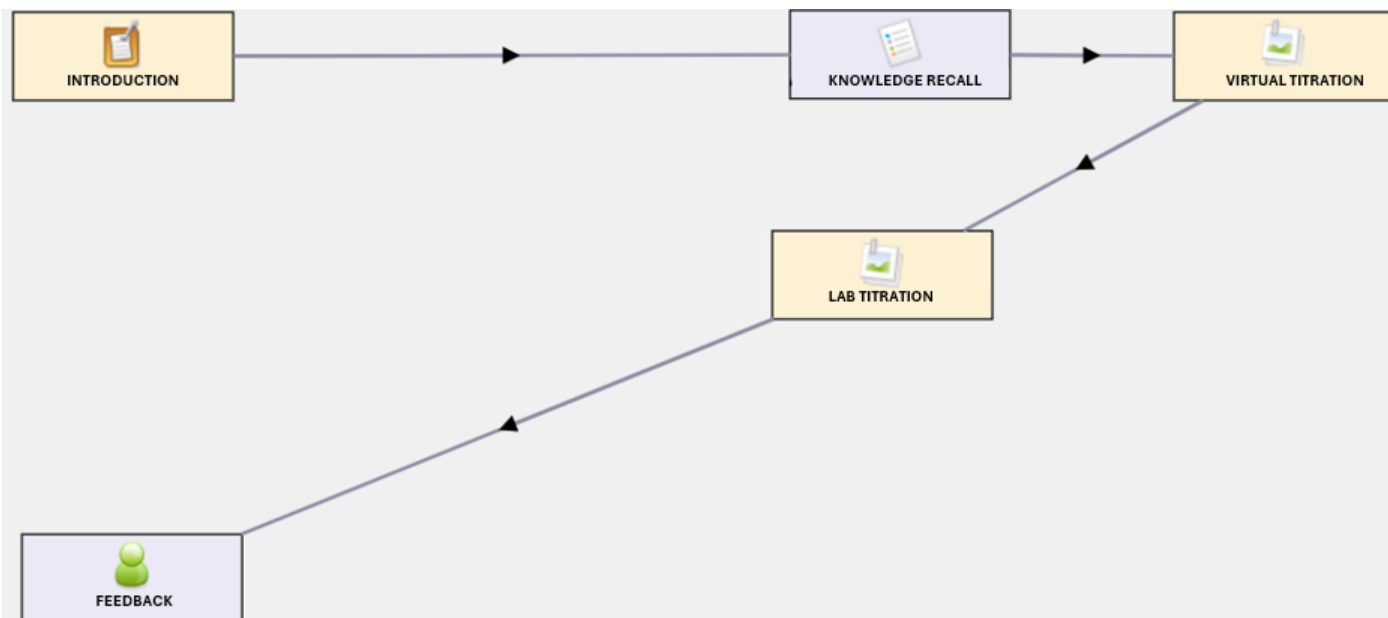 INTRODUCTION
KNOWLEDGE RECALL
VIRTUAL TITRATION
LAB TITRATION
FEEDBACK